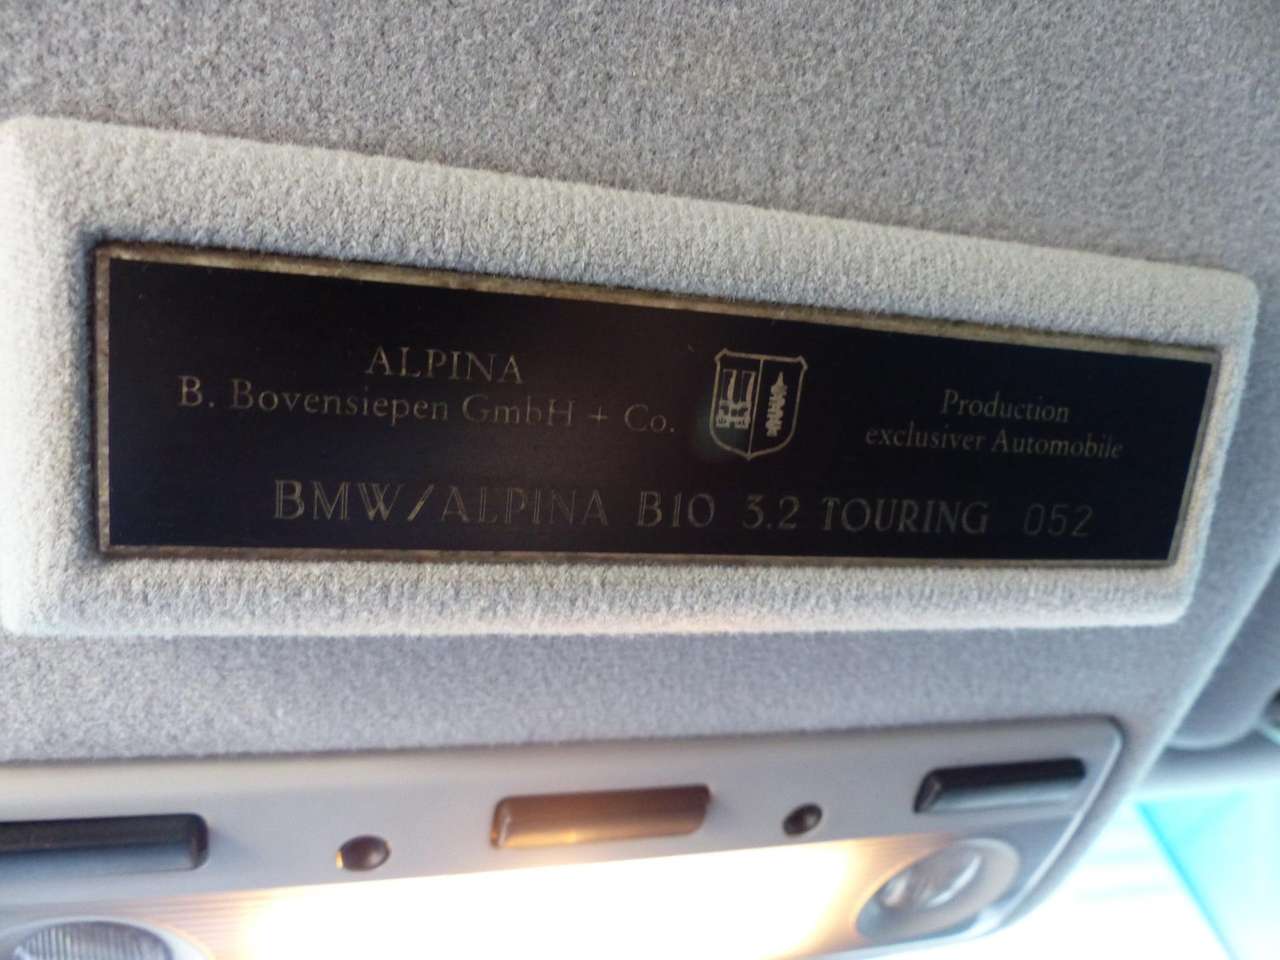 ALPINA
B. Bovensiepen GmbH + Co.
Production
exclusiver Automobile
BMW/ALPINA B10 3.2 TOURING 052